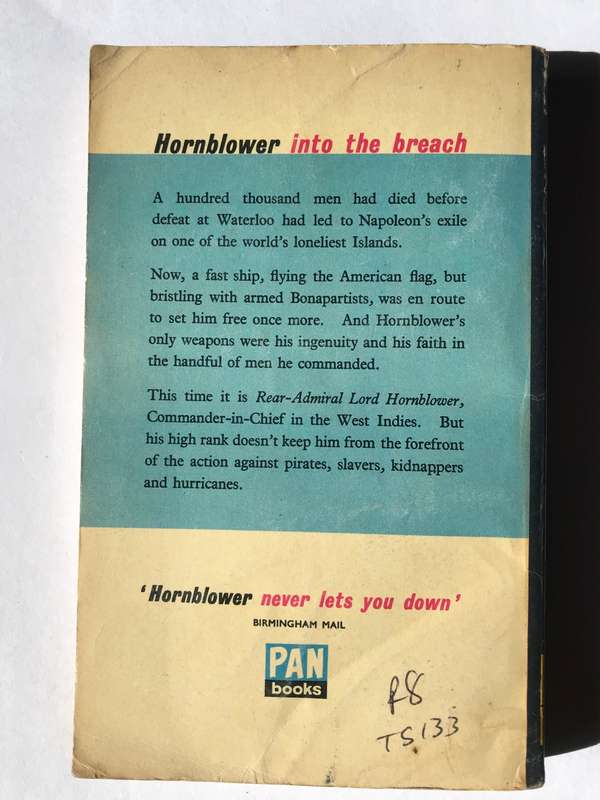 Hornblower into the breach
A hundred thousand men had died before
defeat at Waterloo had led to Napoleon's exile
on one of the world's loneliest Islands.
Now, a fast ship, flying the American flag, but
bristling with armed Bonapartists, was en route
to set him free once more. And Hornblower's
only weapons were his ingenuity and his faith in
the handful of men he commanded.
This time it is Rear-Admiral Lord Hornblower,
Commander-in-Chief in the West Indies. But
his high rank doesn't keep him from the forefront
of the action against pirates, slavers, kidnappers
and hurricanes.
'Hornblower never lets you down'
BIRMINGHAM MAIL
PAN
books
R8
TS133